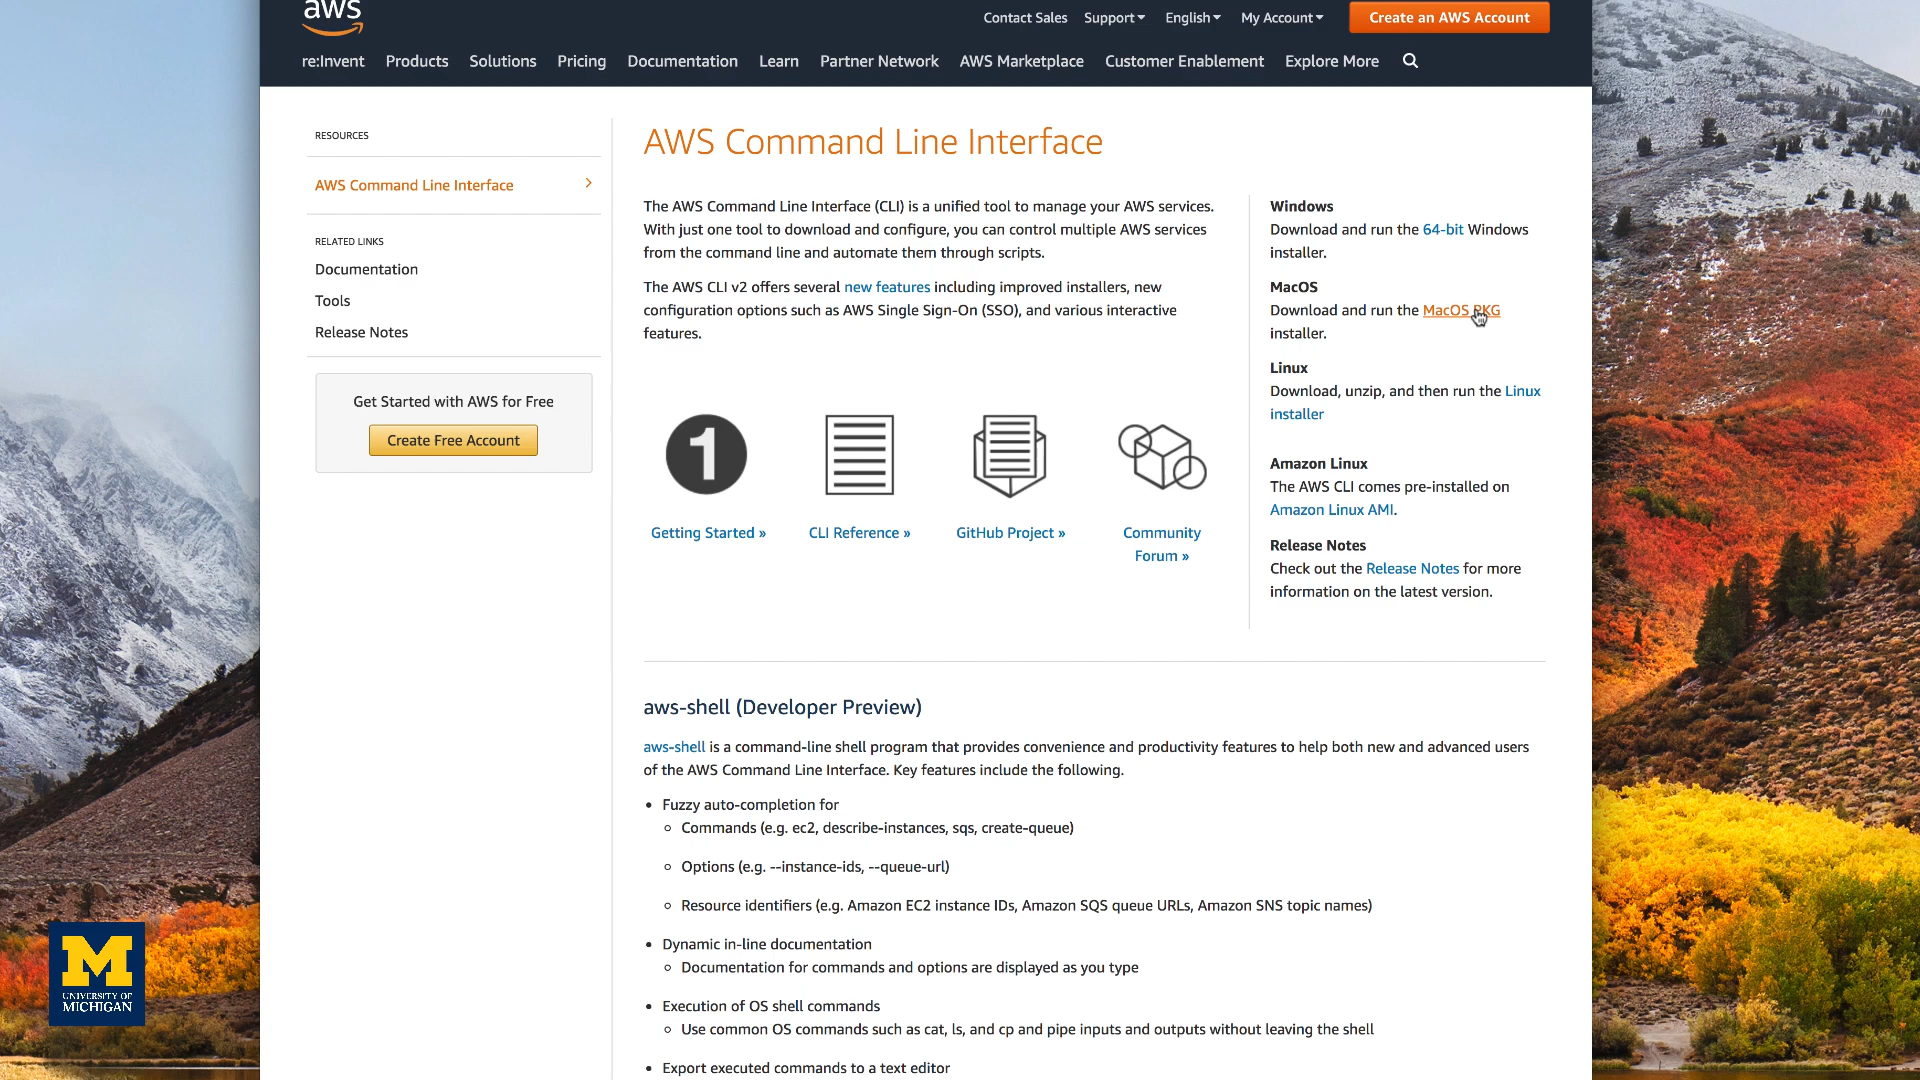 aws
Contact Sales Support English My Account Create an AWS Account
re:Invent Products Solutions Pricing Documentation Learn Partner Network AWS Marketplace Customer Enablement Explore More
RESOURCES
AWS Command Line Interface
RELATED LINKS
Documentation
Tools
Release Notes
Get Started with AWS for Free
Create Free Account
AWS Command Line Interface
The AWS Command Line Interface (CLI) is a unified tool to manage your AWS services.
With just one tool to download and configure, you can control multiple AWS services
from the command line and automate them through scripts.
The AWS CLI v2 offers several new features including improved installers, new
configuration options such as AWS Single Sign-On (SSO), and various interactive
features.
1
Getting Started »
CLI Reference »
GitHub Project »
Community
Forum »
Windows
Download and run the 64-bit Windows
installer.
MacOS
Download and run the MacOS PKG
installer.
Linux
Download, unzip, and then run the Linux
installer
Amazon Linux
The AWS CLI comes pre-installed on
Amazon Linux AMI.
Release Notes
Check out the Release Notes for more
information on the latest version.
aws-shell (Developer Preview)
aws-shell is a command-line shell program that provides convenience and productivity features to help both new and advanced users
of the AWS Command Line Interface. Key features include the following.
• Fuzzy auto-completion for
○ Commands (e.g. ec2, describe-instances, sqs, create-queue)
○ Options (e.g. --instance-ids, --queue-url)
○ Resource identifiers (e.g. Amazon EC2 instance IDs, Amazon SQS queue URLs, Amazon SNS topic names)
• Dynamic in-line documentation
○ Documentation for commands and options are displayed as you type
• Execution of OS shell commands
○ Use common OS commands such as cat, ls, and cp and pipe inputs and outputs without leaving the shell
• Export executed commands to a text editor
M
UNIVERSITY OF
MICHIGAN